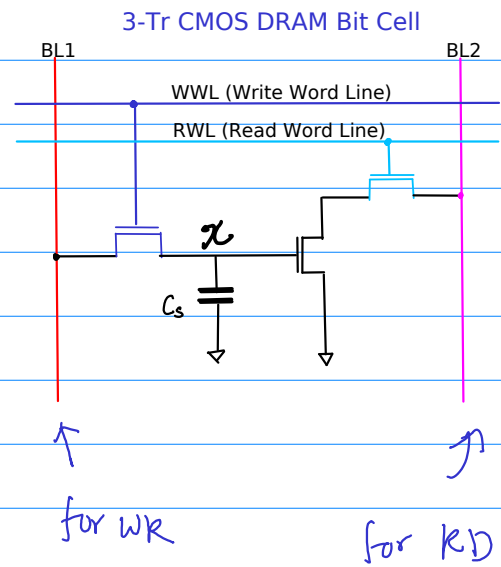 3-Tr CMOS DRAM Bit Cell
BL1
BL2
WWL (Write Word Line)
RWL (Read Word Line)
x
Cs
for WR
for RD